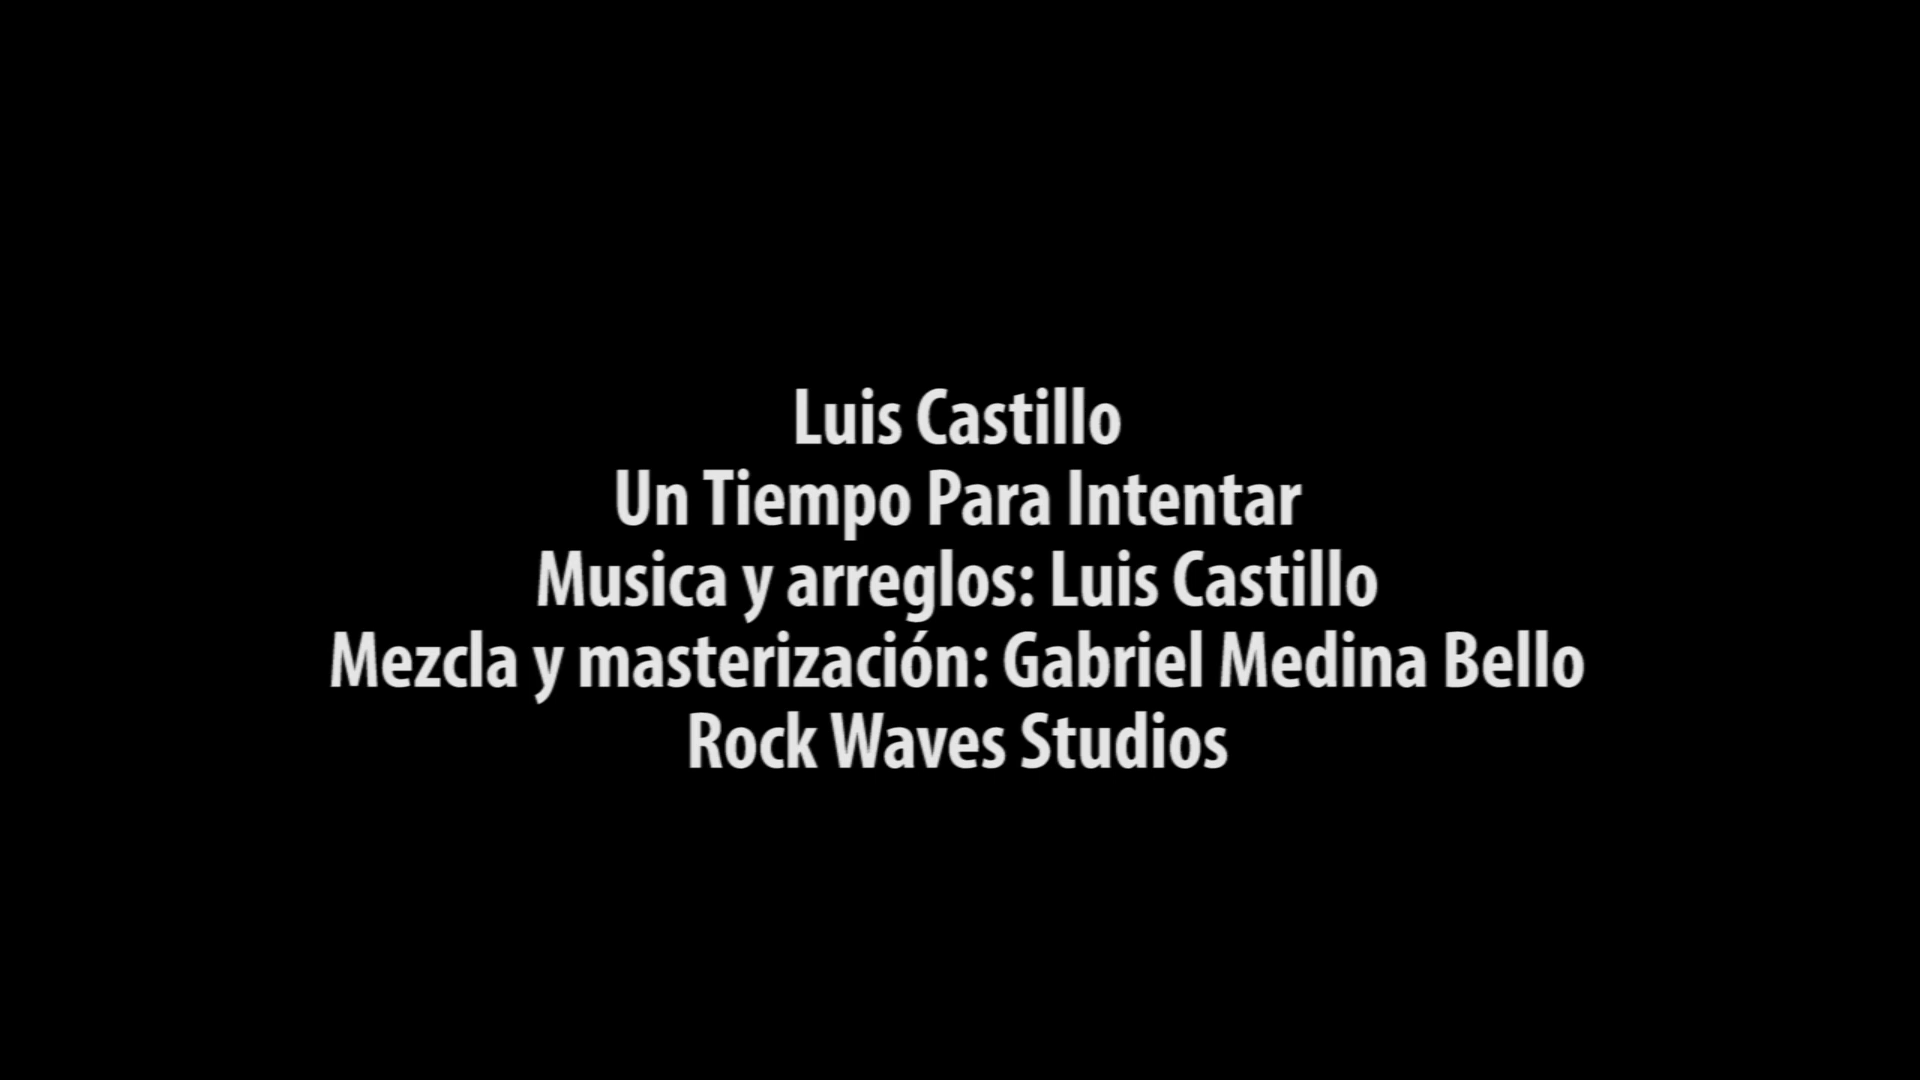 Luis Castillo
Un Tiempo Para Intentar
Musica y arreglos: Luis Castillo
Mezcla y masterización: Gabriel Medina Bello
Rock Waves Studios